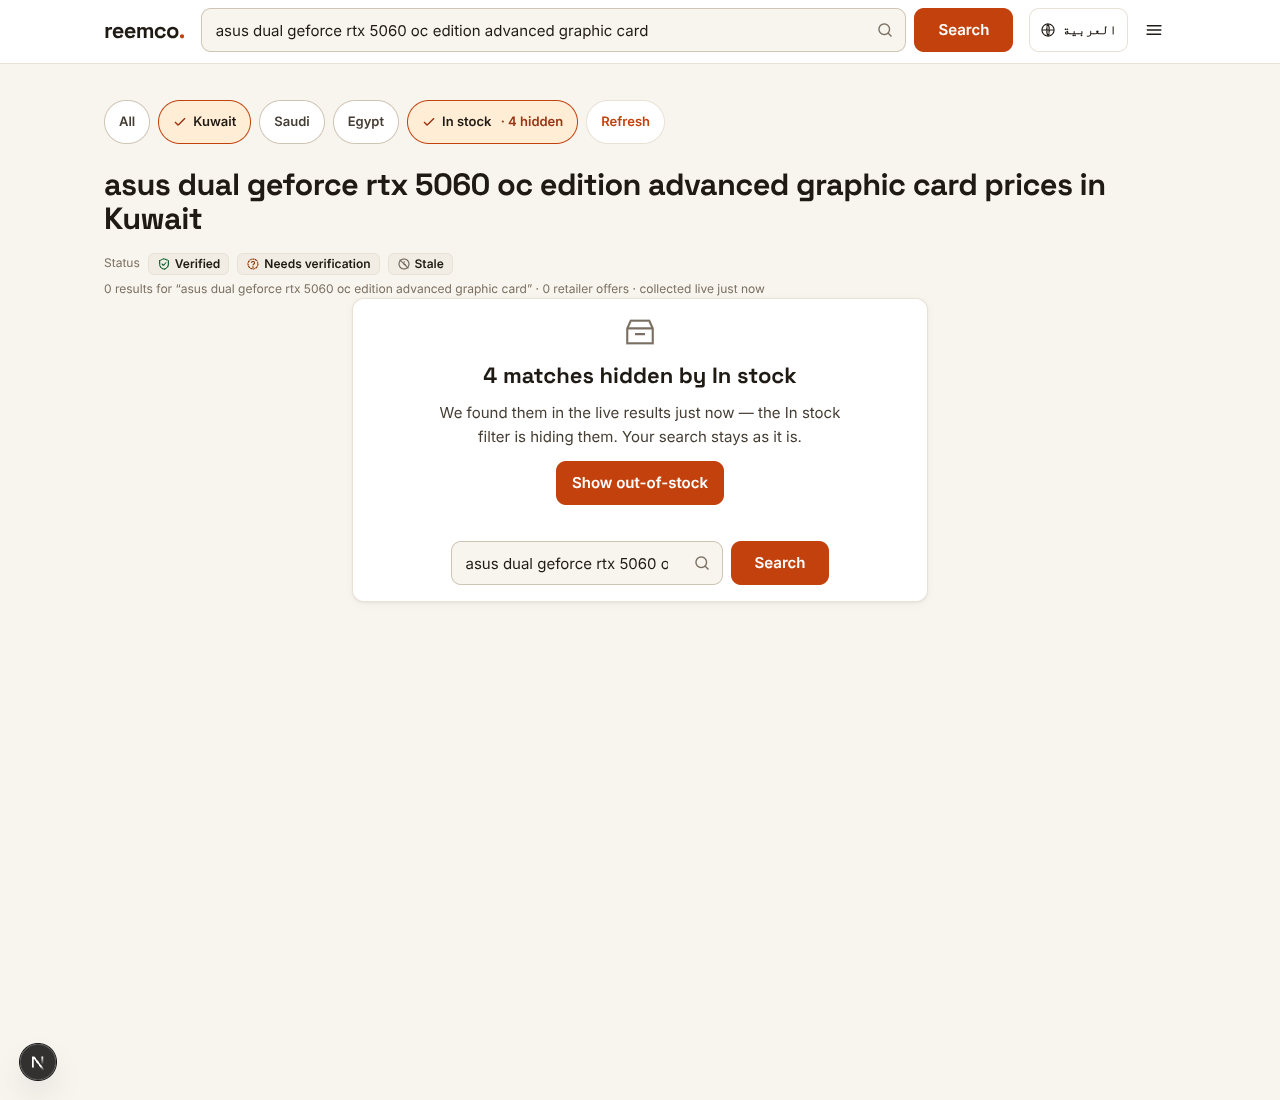 reemco.
asus dual geforce rtx 5060 oc edition advanced graphic card
Search
العربية
All
Kuwait
Saudi
Egypt
In stock · 4 hidden
Refresh
asus dual geforce rtx 5060 oc edition advanced graphic card prices in
Kuwait
Status
Verified
Needs verification
Stale
0 results for “asus dual geforce rtx 5060 oc edition advanced graphic card” · 0 retailer offers · collected live just now
4 matches hidden by In stock
We found them in the live results just now — the In stock
filter is hiding them. Your search stays as it is.
Show out-of-stock
asus dual geforce rtx 5060 o
Search
N